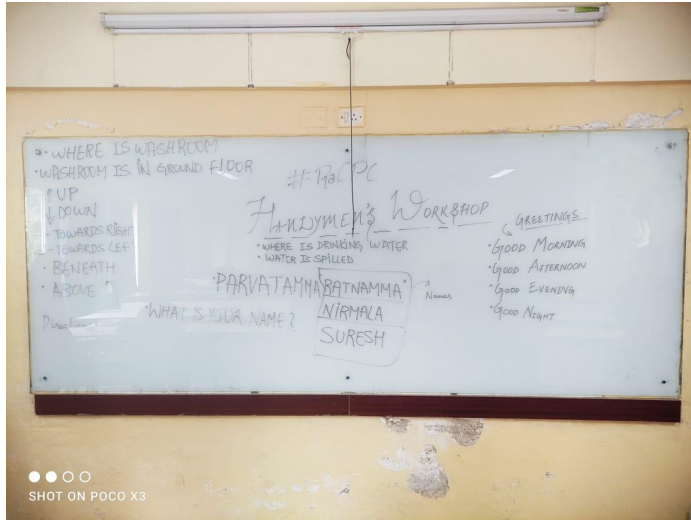 WHERE IS WASHROOM
• WASHROOM IS IN GROUND FLOOR
↑ UP
↓ DOWN
- TOWARDS RIGHT
- TOWARDS LEFT
• BENEATH
• ABOVE
HANDYMEN'S WORKSHOP
• WHERE IS DRINKING WATER
• WATER IS SPILLED
• PARVATAMMA RATNAMMA
Names
NIRMALA
SURESH
• WHAT IS YOUR NAME?
GREETINGS
• GOOD MORNING
• GOOD AFTERNOON
• GOOD EVENING
• GOOD NIGHT
SHOT ON POCO X3